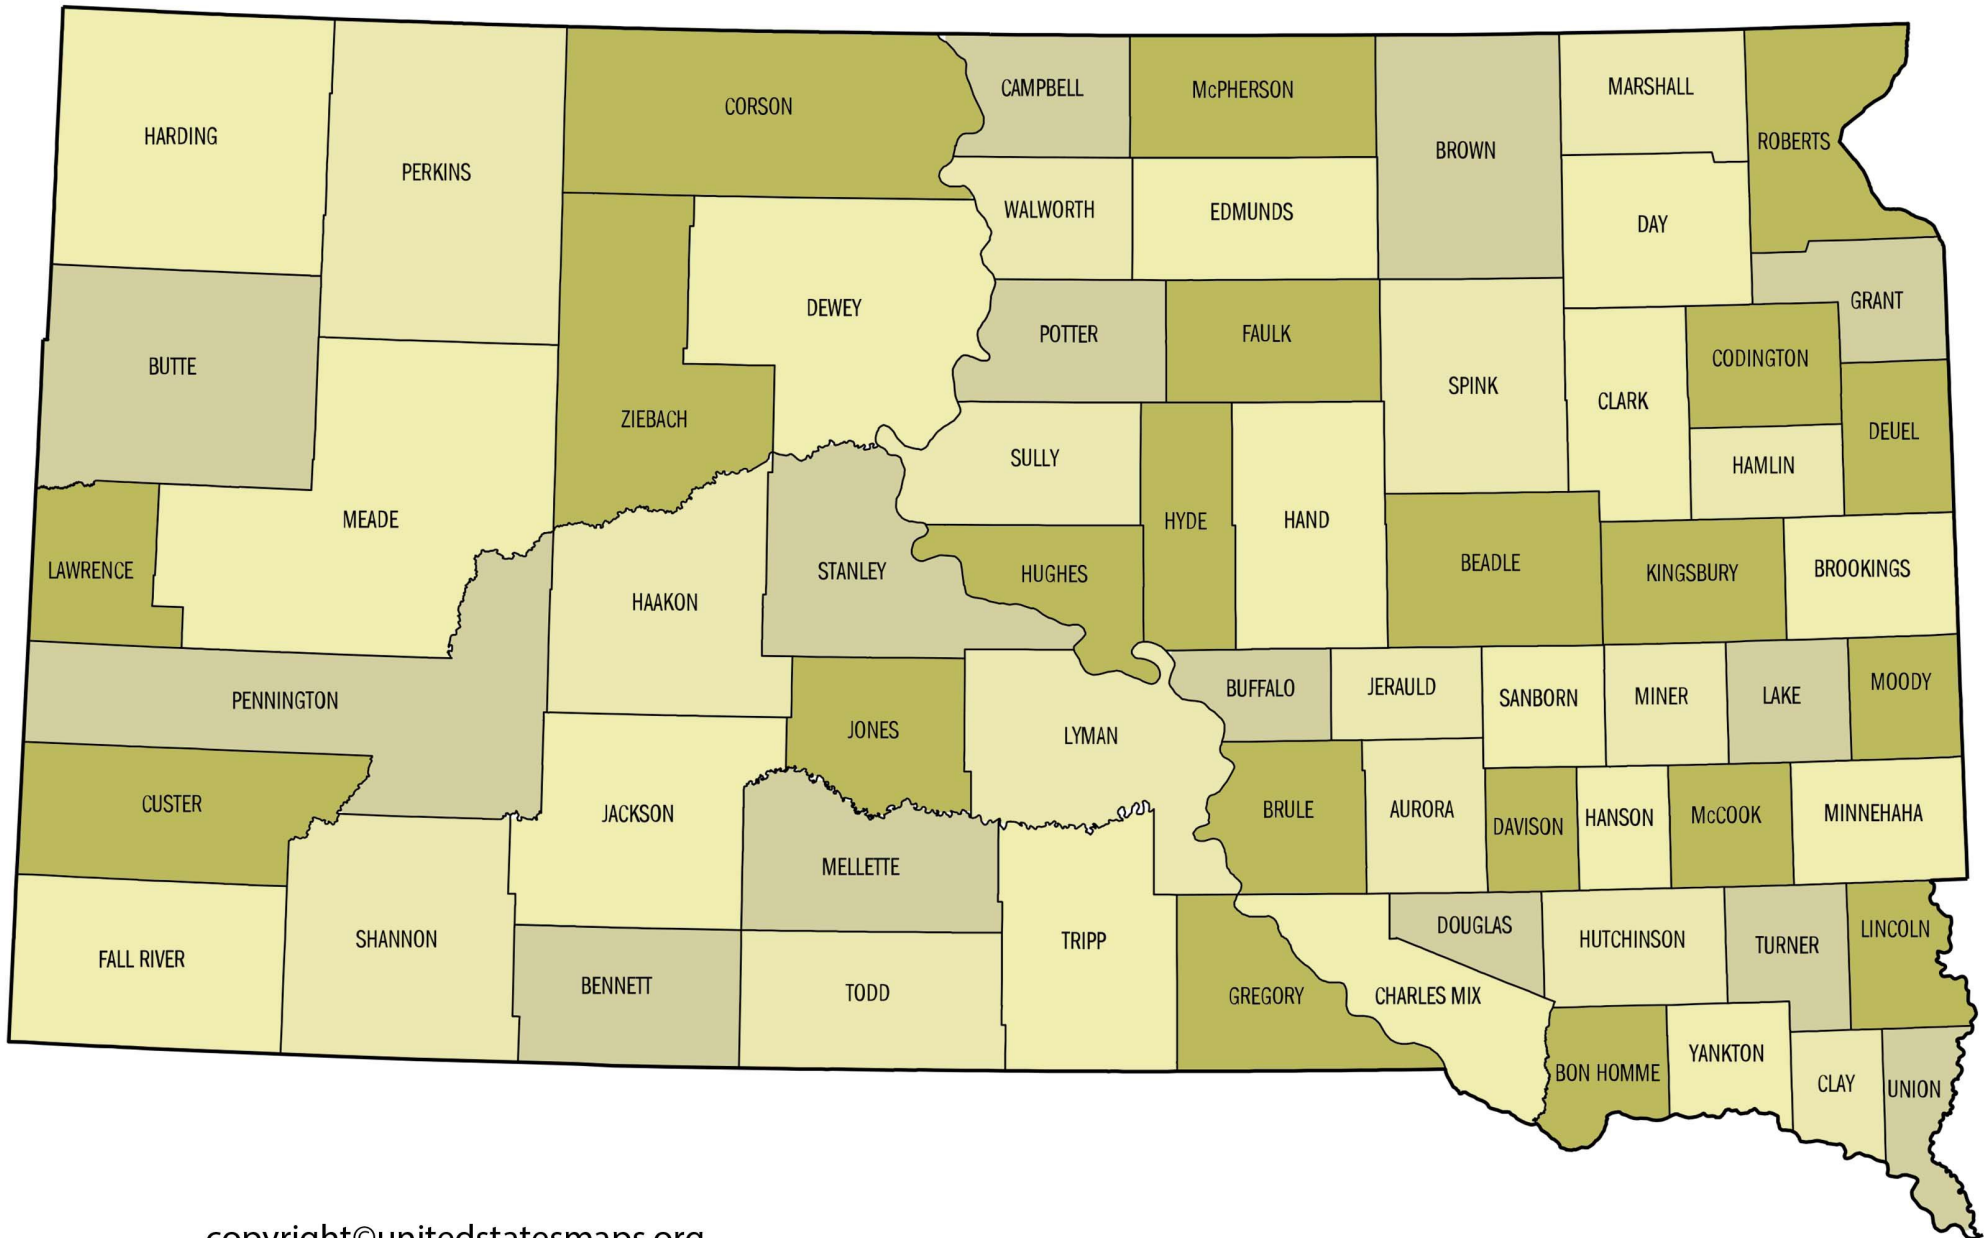 HARDING
PERKINS
CORSON
CAMPBELL
McPHERSON
BROWN
MARSHALL
ROBERTS
WALWORTH
EDMUNDS
DAY
BUTTE
DEWEY
ZIEBACH
POTTER
FAULK
SPINK
CLARK
CODINGTON
GRANT
DEUEL
HAMLIN
MEADE
SULLY
LAWRENCE
HAAKON
STANLEY
HUGHES
HYDE
HAND
BEADLE
KINGSBURY
BROOKINGS
PENNINGTON
JONES
LYMAN
BUFFALO
JERAULD
SANBORN
MINER
LAKE
MOODY
CUSTER
JACKSON
MELLETTE
BRULE
AURORA
DAVISON
HANSON
McCOOK
MINNEHAHA
FALL RIVER
SHANNON
BENNETT
TODD
TRIPP
GREGORY
CHARLES MIX
DOUGLAS
HUTCHINSON
TURNER
LINCOLN
BON HOMME
YANKTON
CLAY
UNION
copyright©unitedstatesmaps.org